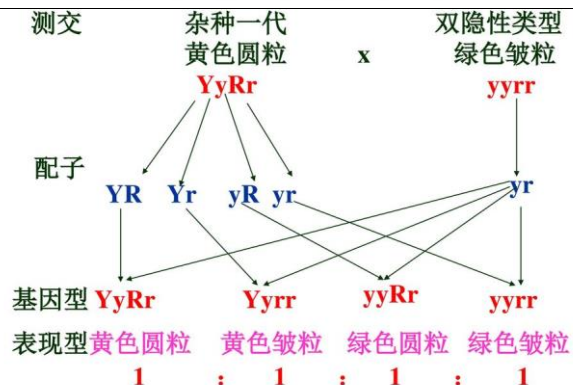 测交 杂种一代 双隐性类型
黄色圆粒 x 绿色皱粒
YyRr yyrr
配子
YR Yr yR yr yr
基因型 YyRr Yyrr yyRr yyrr
表现型 黄色圆粒 黄色皱粒 绿色圆粒 绿色皱粒
1 : 1 : 1 : 1